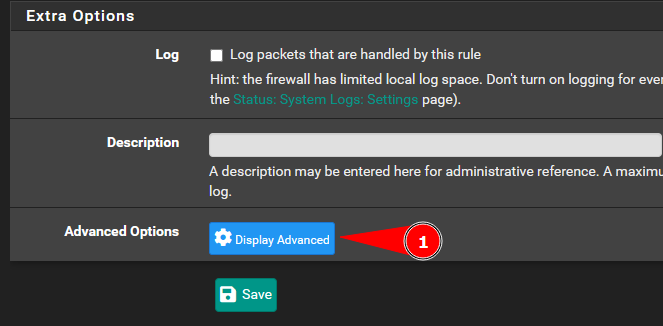 Extra Options
Log
Log packets that are handled by this rule
Hint: the firewall has limited local log space. Don't turn on logging for
the Status: System Logs: Settings page).
Description
A description may be entered here for administrative reference. A
log.
Advanced Options
Display Advanced
1
Save